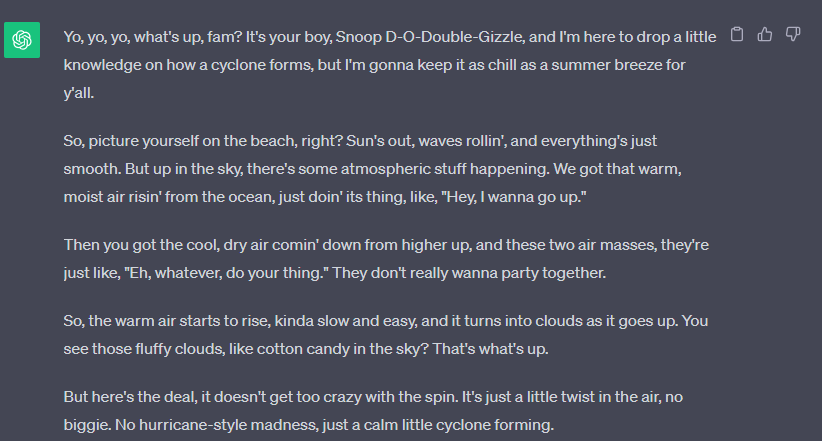 Yo, yo, yo, what's up, fam? It's your boy, Snoop D-O-Double-Gizzle, and I'm here to drop a little
knowledge on how a cyclone forms, but I'm gonna keep it as chill as a summer breeze for
y'all.
So, picture yourself on the beach, right? Sun's out, waves rollin', and everything's just
smooth. But up in the sky, there's some atmospheric stuff happening. We got that warm,
moist air risin' from the ocean, just doin' its thing, like, "Hey, I wanna go up."
Then you got the cool, dry air comin' down from higher up, and these two air masses, they're
just like, "Eh, whatever, do your thing." They don't really wanna party together.
So, the warm air starts to rise, kinda slow and easy, and it turns into clouds as it goes up. You
see those fluffy clouds, like cotton candy in the sky? That's what's up.
But here's the deal, it doesn't get too crazy with the spin. It's just a little twist in the air, no
biggie. No hurricane-style madness, just a calm little cyclone forming.